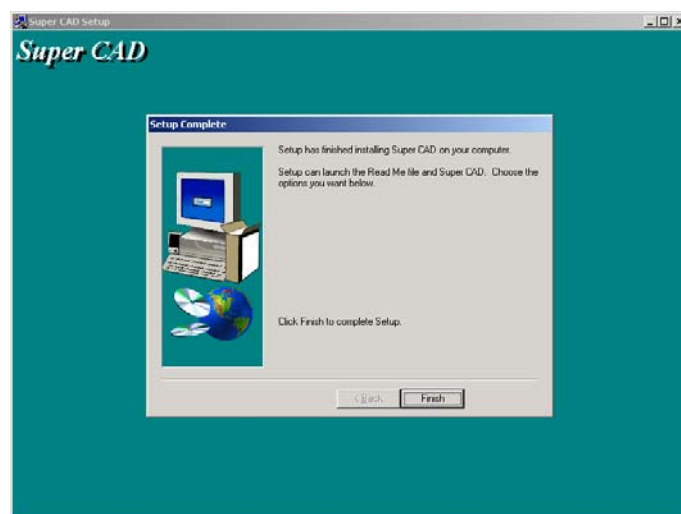 Super CAD Setup
Super CAD
Setup Complete
Setup has finished installing Super CAD on your computer.
Setup can launch the Read Me file and Super CAD. Choose the
options you want below.
Click Finish to complete Setup.
< Back
Finish